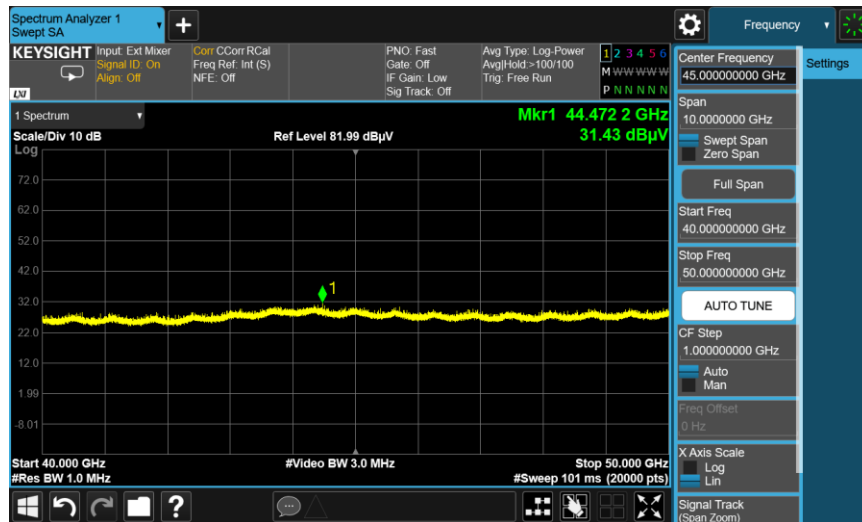 Spectrum Analyzer 1
Swept SA
+
Frequency
KEYSIGHT
LXI
Input: Ext Mixer
Signal ID: On
Align: Off
Corr CCorr RCal
Freq Ref: Int (S)
NFE: Off
PNO: Fast
Gate: Off
IF Gain: Low
Sig Track: Off
Avg Type: Log-Power
Avg|Hold:>100/100
Trig: Free Run
1 2 3 4 5 6
M W W W W W
P N N N N N
1 Spectrum
Scale/Div 10 dB
Ref Level 81.99 dBµV
Mkr1 44.472 2 GHz
31.43 dBµV
Log
72.0
62.0
52.0
42.0
32.0
22.0
12.0
1.99
-8.01
1
Start 40.000 GHz
#Res BW 1.0 MHz
#Video BW 3.0 MHz
Stop 50.000 GHz
#Sweep 101 ms (20000 pts)
?
Settings
Center Frequency
45.000000000 GHz
Span
10.0000000 GHz
Swept Span
Zero Span
Full Span
Start Freq
40.000000000 GHz
Stop Freq
50.000000000 GHz
AUTO TUNE
CF Step
1.000000000 GHz
Auto
Man
Freq Offset
0 Hz
X Axis Scale
Log
Lin
Signal Track
(Span Zoom)